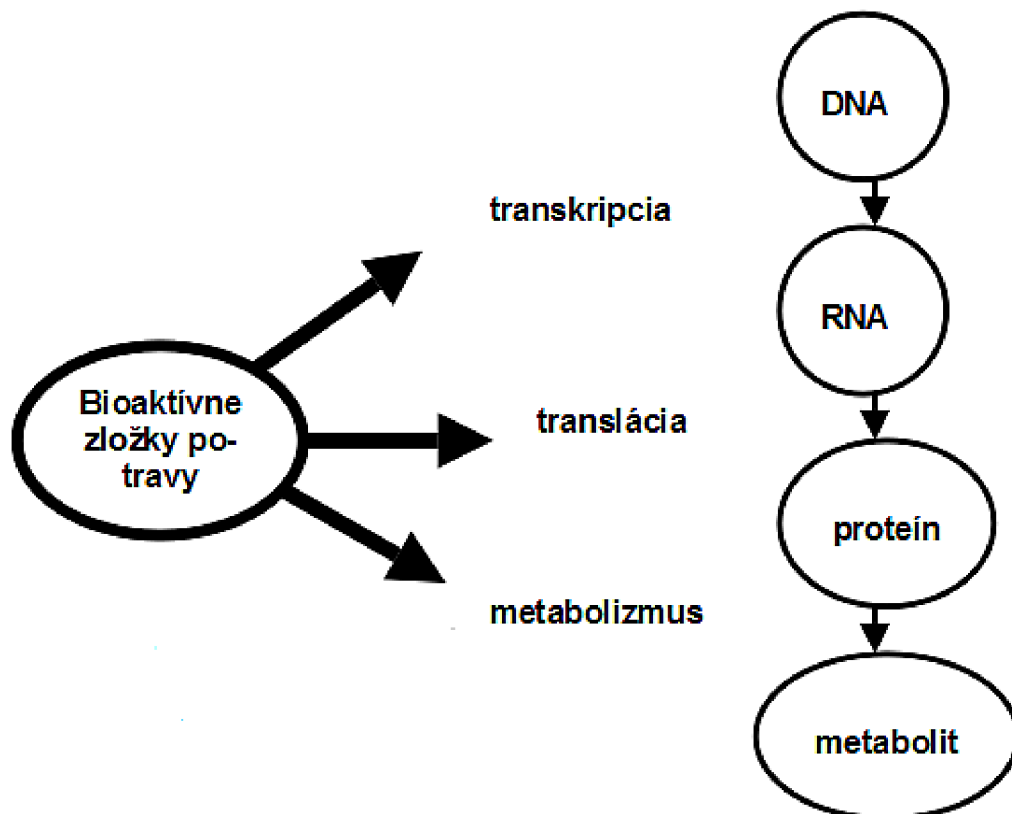 DNA
transkripcia
RNA
Bioaktívne
zložky po-
travy
translácia
proteín
metabolizmus
metabolit